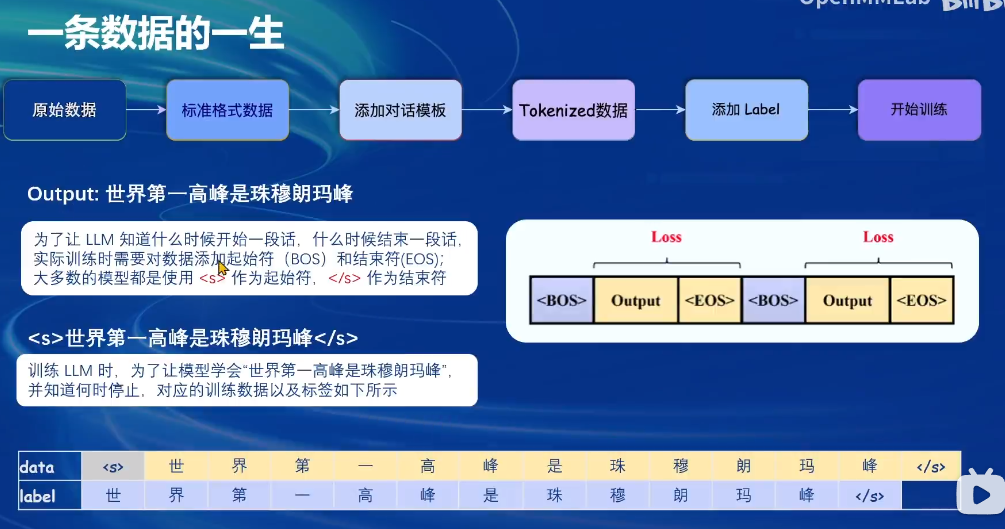 OpenMMLab
一条数据的一生
原始数据
标准格式数据
添加对话模板
Tokenized数据
添加 Label
开始训练
Output: 世界第一高峰是珠穆朗玛峰
为了让 LLM 知道什么时候开始一段话，什么时候结束一段话，
实际训练时需要对数据添加起始符（BOS）和结束符(EOS);
大多数的模型都是使用 <s> 作为起始符，</s> 作为结束符
Loss Loss
<BOS> Output <EOS> <BOS> Output <EOS>
<s>世界第一高峰是珠穆朗玛峰</s>
训练 LLM 时，为了让模型学会“世界第一高峰是珠穆朗玛峰”，
并知道何时停止，对应的训练数据以及标签如下所示
data <s> 世 界 第 一 高 峰 是 珠 穆 朗 玛 峰 </s>
label 世 界 第 一 高 峰 是 珠 穆 朗 玛 峰 </s>